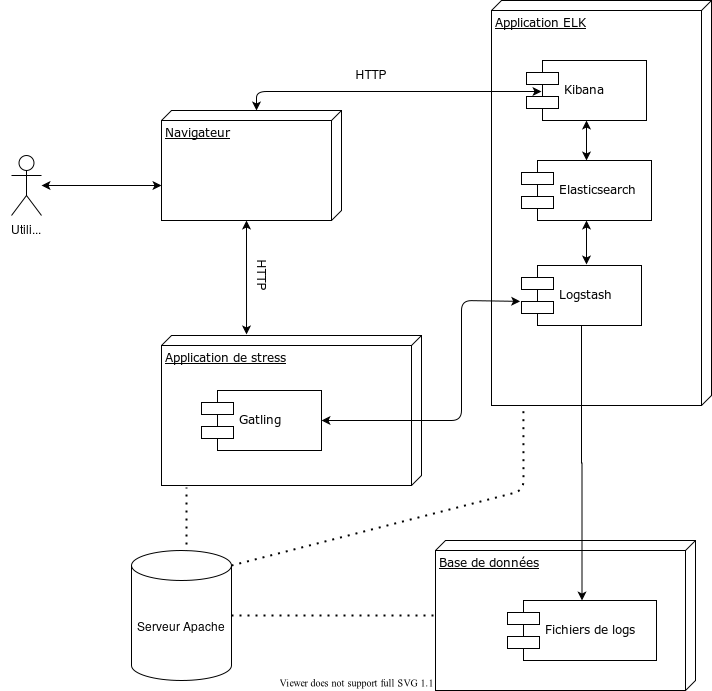 Application ELK
HTTP
Kibana
Navigateur
Elasticsearch
Utili...
HTTP
Logstash
Application de stress
Gatling
Base de données
Serveur Apache
Fichiers de logs
Viewer does not support full SVG 1.1